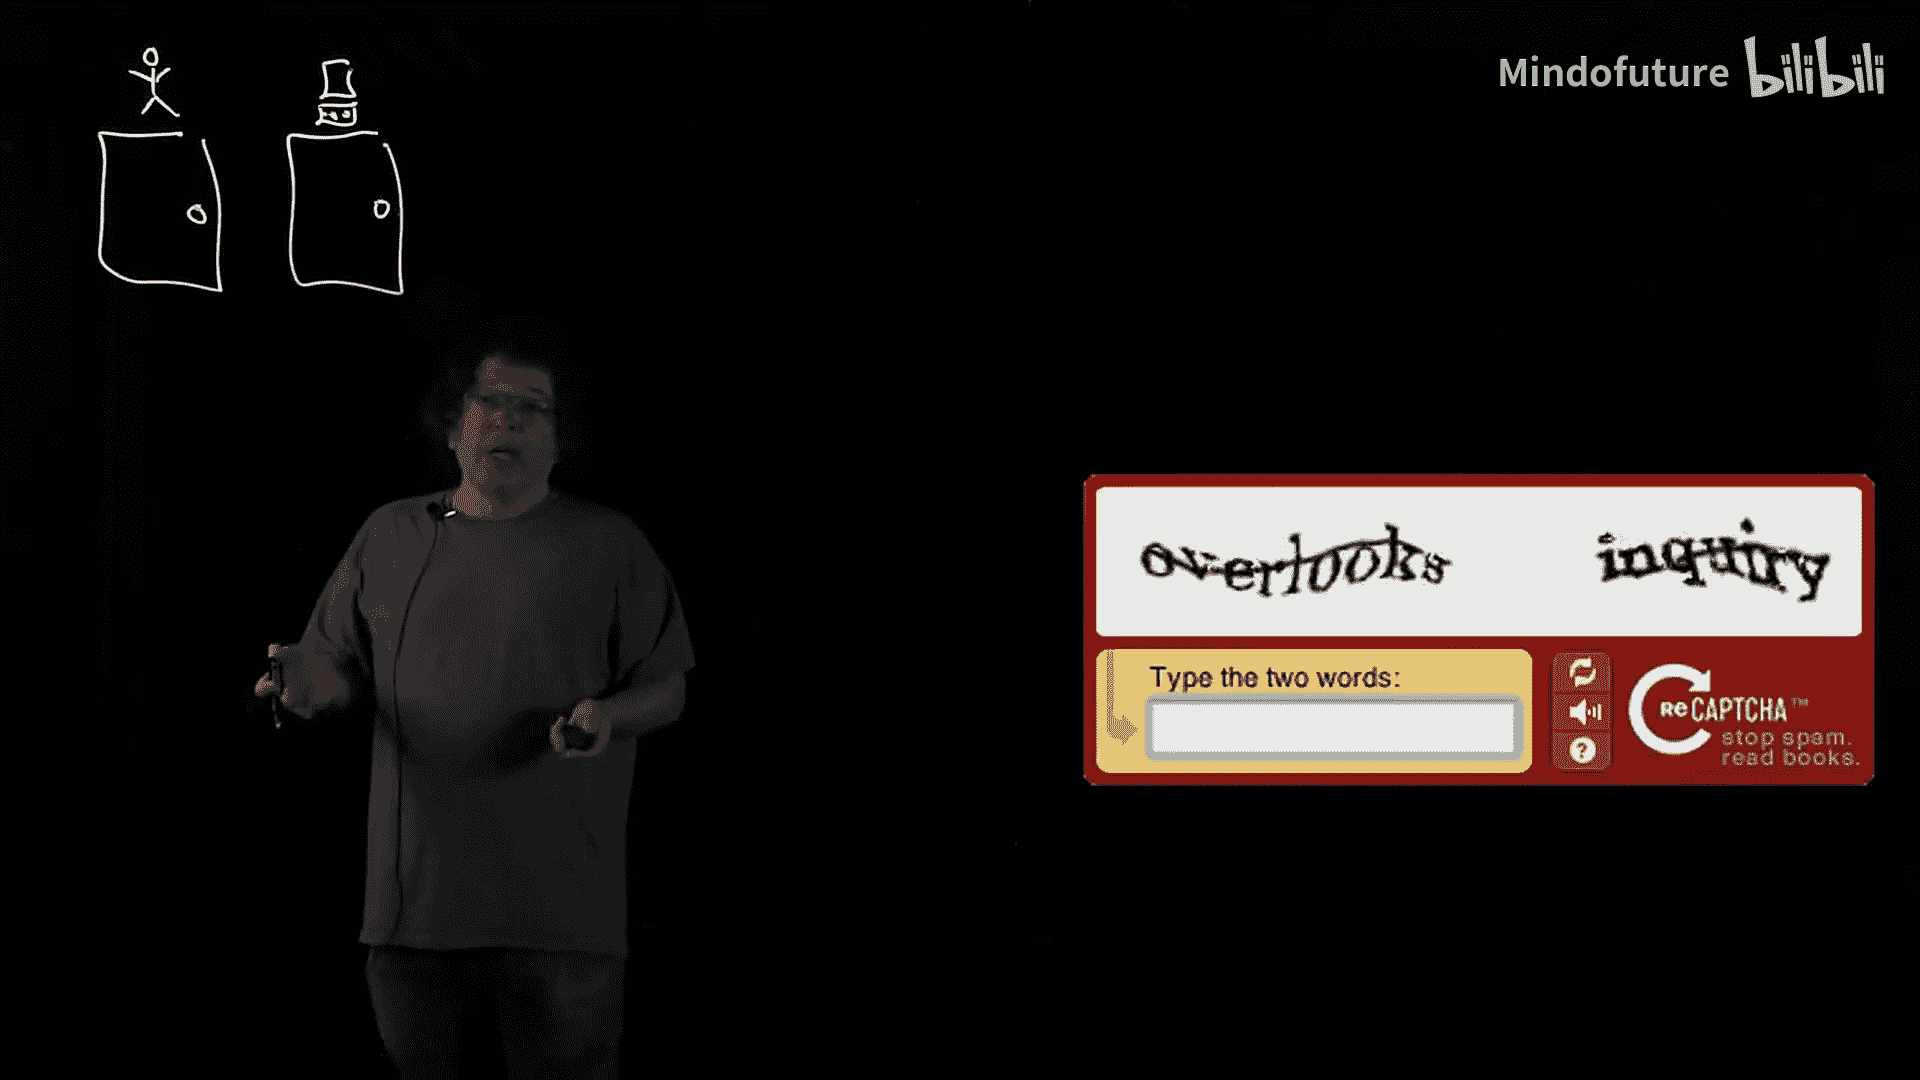 Mindofuture bilibili
overlooks inquiry
Type the two words:
reCAPTCHA™
stop spam.
read books.